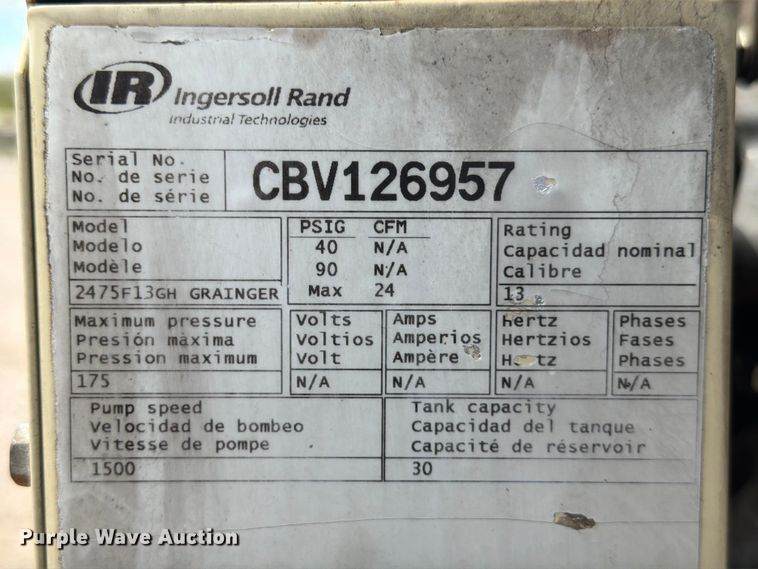 IR Ingersoll Rand
Industrial Technologies
Serial No.
No. de serie
No. de série
CBV126957
Model
Modelo
Modèle
2475F13GH GRAINGER
PSIG CFM
40 N/A
90 N/A
Max 24
Rating
Capacidad nominal
Calibre
13
Maximum pressure
Presión máxima
Pression maximum
175
Volts
Voltios
Volt
N/A
Amps
Amperios
Ampère
N/A
Hertz
Hertzios
Hertz
N/A
Phases
Fases
Phases
N/A
Pump speed
Velocidad de bombeo
Vitesse de pompe
1500
Tank capacity
Capacidad del tanque
Capacité de réservoir
30
Purple Wave Auction